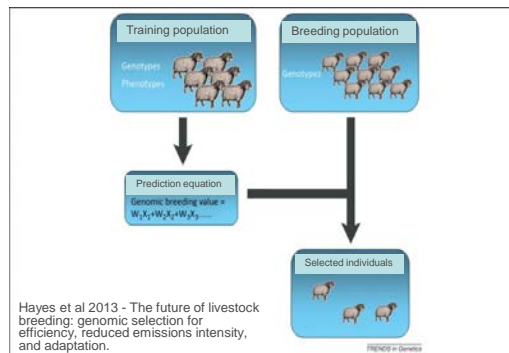 Training population
Breeding population
Genotypes
Phenotypes
Genotypes
Prediction equation
Genomic breeding value =
W₁X₁+W₂X₂+W₃X₃......
Selected individuals
Hayes et al 2013 - The future of livestock
breeding: genomic selection for
efficiency, reduced emissions intensity,
and adaptation.
TRENDS in Genetics